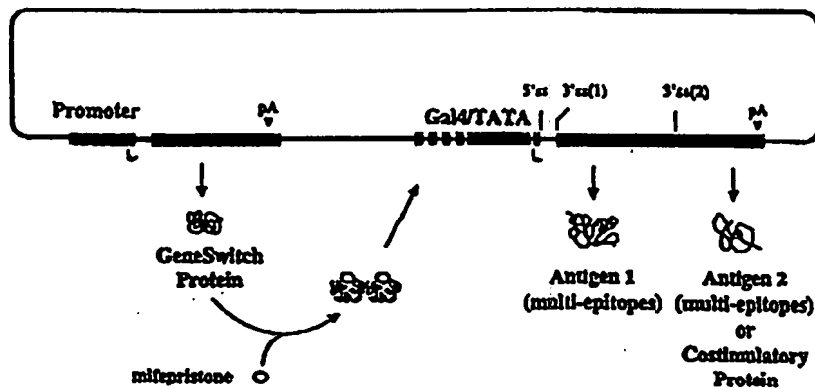 5'ss 3'ss(1) 3'ss(2)
Promoter pA Gal4/TATA pA
GeneSwitch
Protein
mifepristone
Antigen 1
(multi-epitopes)
Antigen 2
(multi-epitopes)
or
Costimulatory
Protein